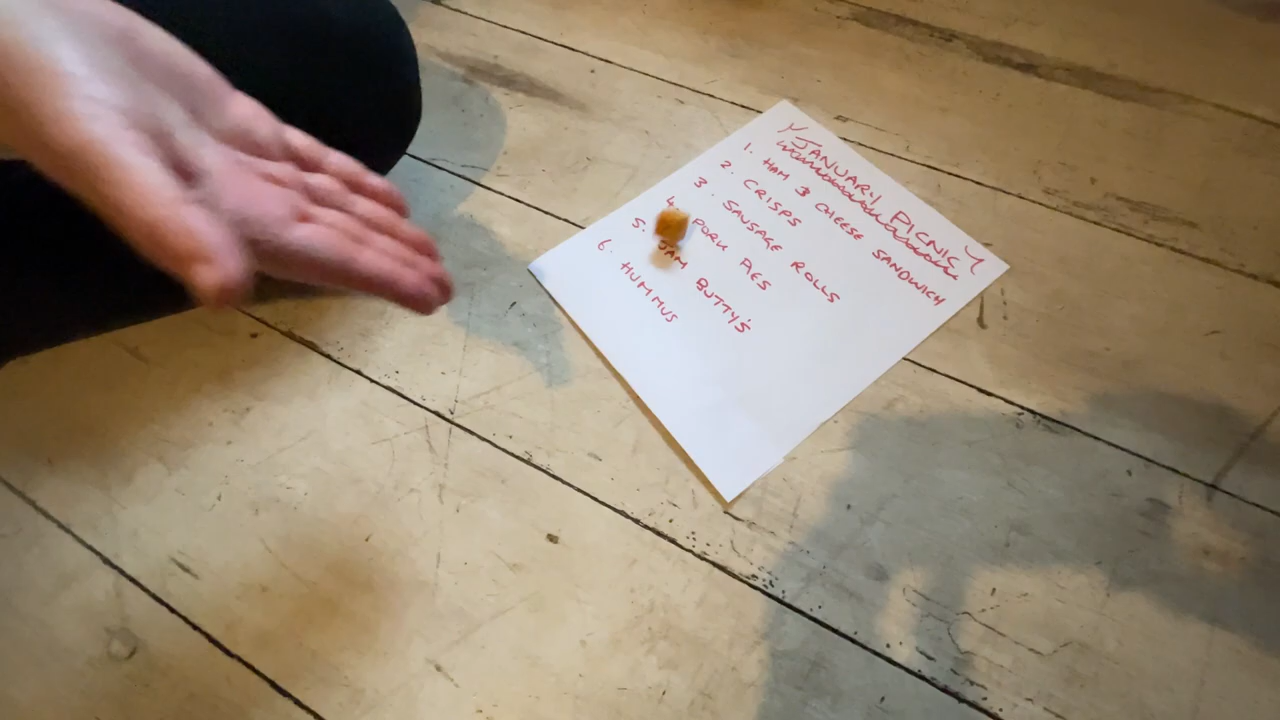 JANUARY PICNIC
1. HAM & CHEESE SANDWICH
2. CRISPS
3. SAUSAGE ROLLS
4. PORK PIES
5. JAM BUTTY'S
6. HUMMUS